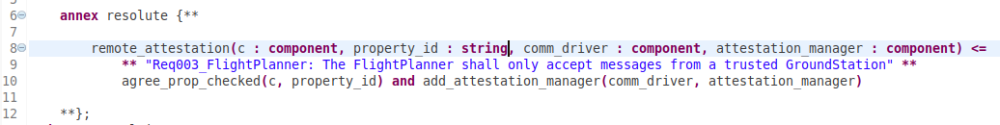 6 annex resolute {**
7
8 remote_attestation(c : component, property_id : string, comm_driver : component, attestation_manager : component) <=
9 ** "Req003_FlightPlanner: The FlightPlanner shall only accept messages from a trusted GroundStation" **
10 agree_prop_checked(c, property_id) and add_attestation_manager(comm_driver, attestation_manager)
11
12 **};